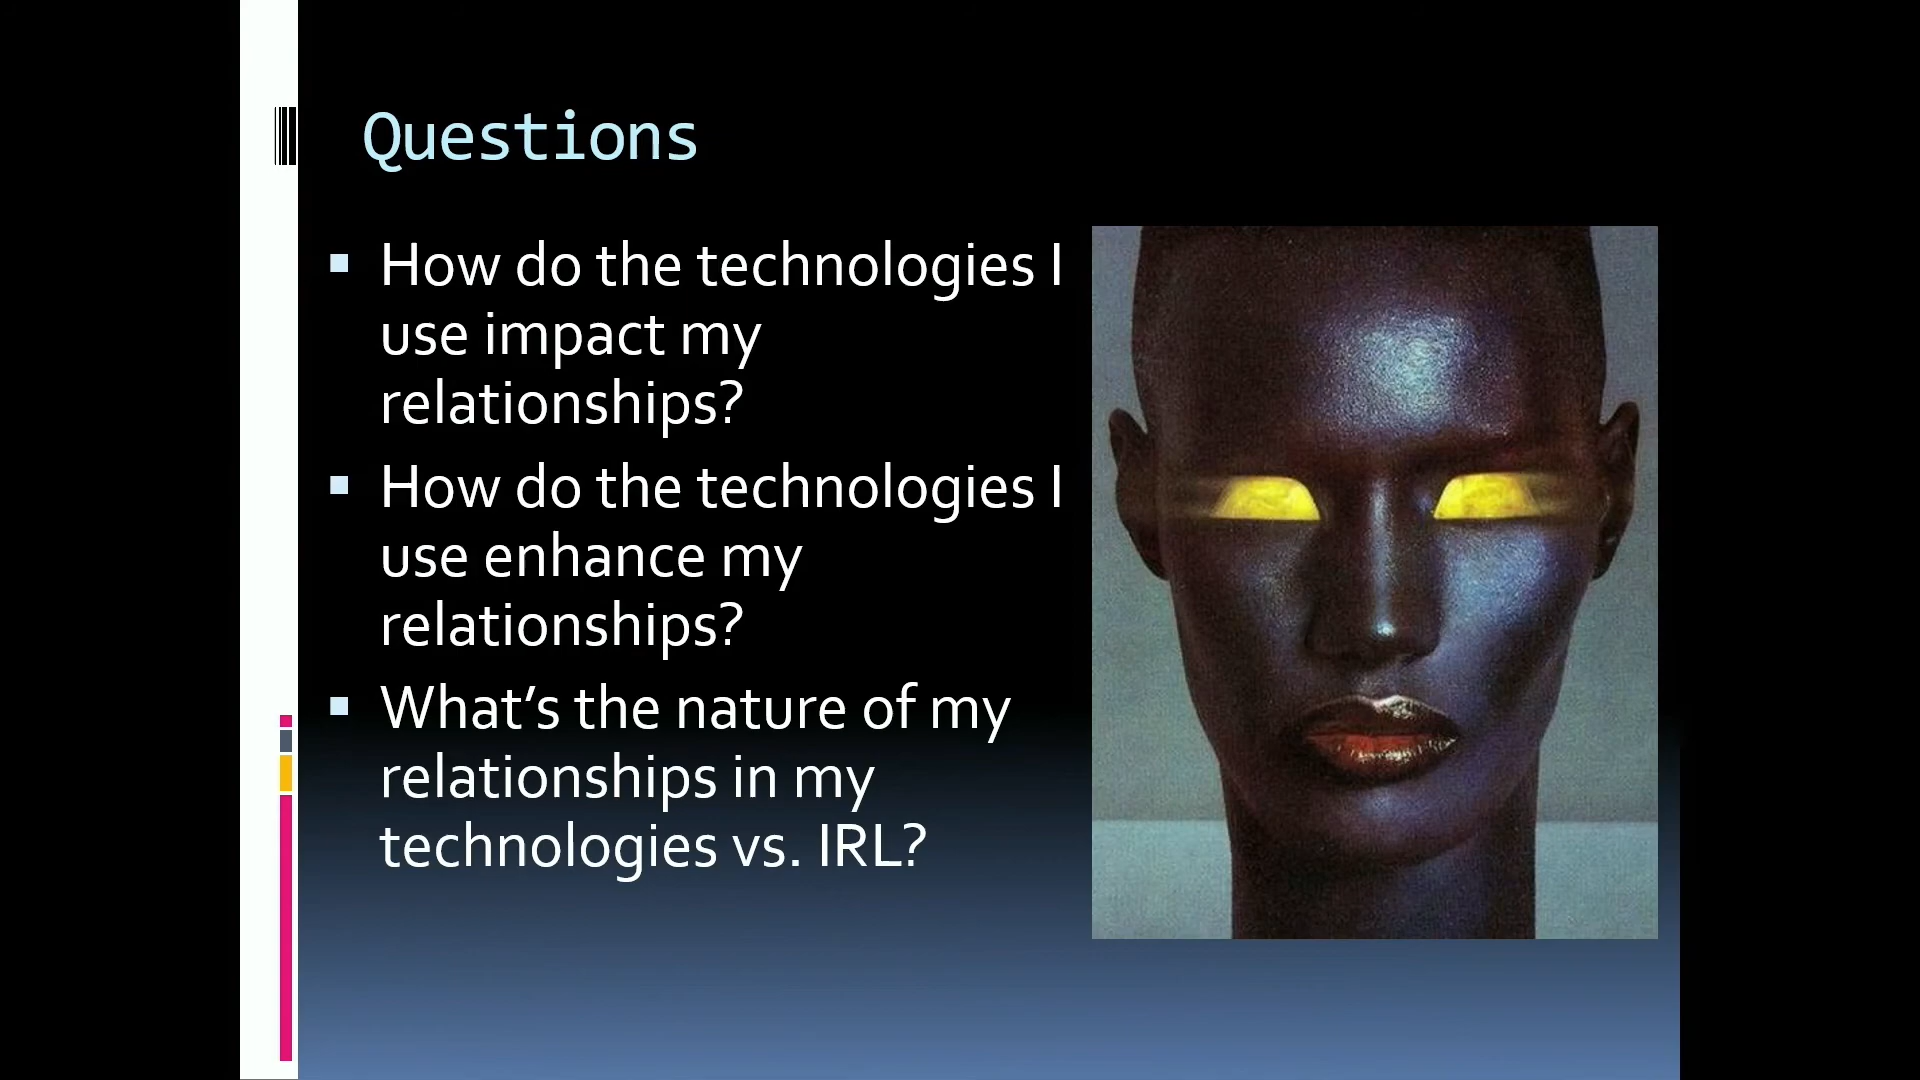 Questions
How do the technologies I
use impact my
relationships?
How do the technologies I
use enhance my
relationships?
What’s the nature of my
relationships in my
technologies vs. IRL?